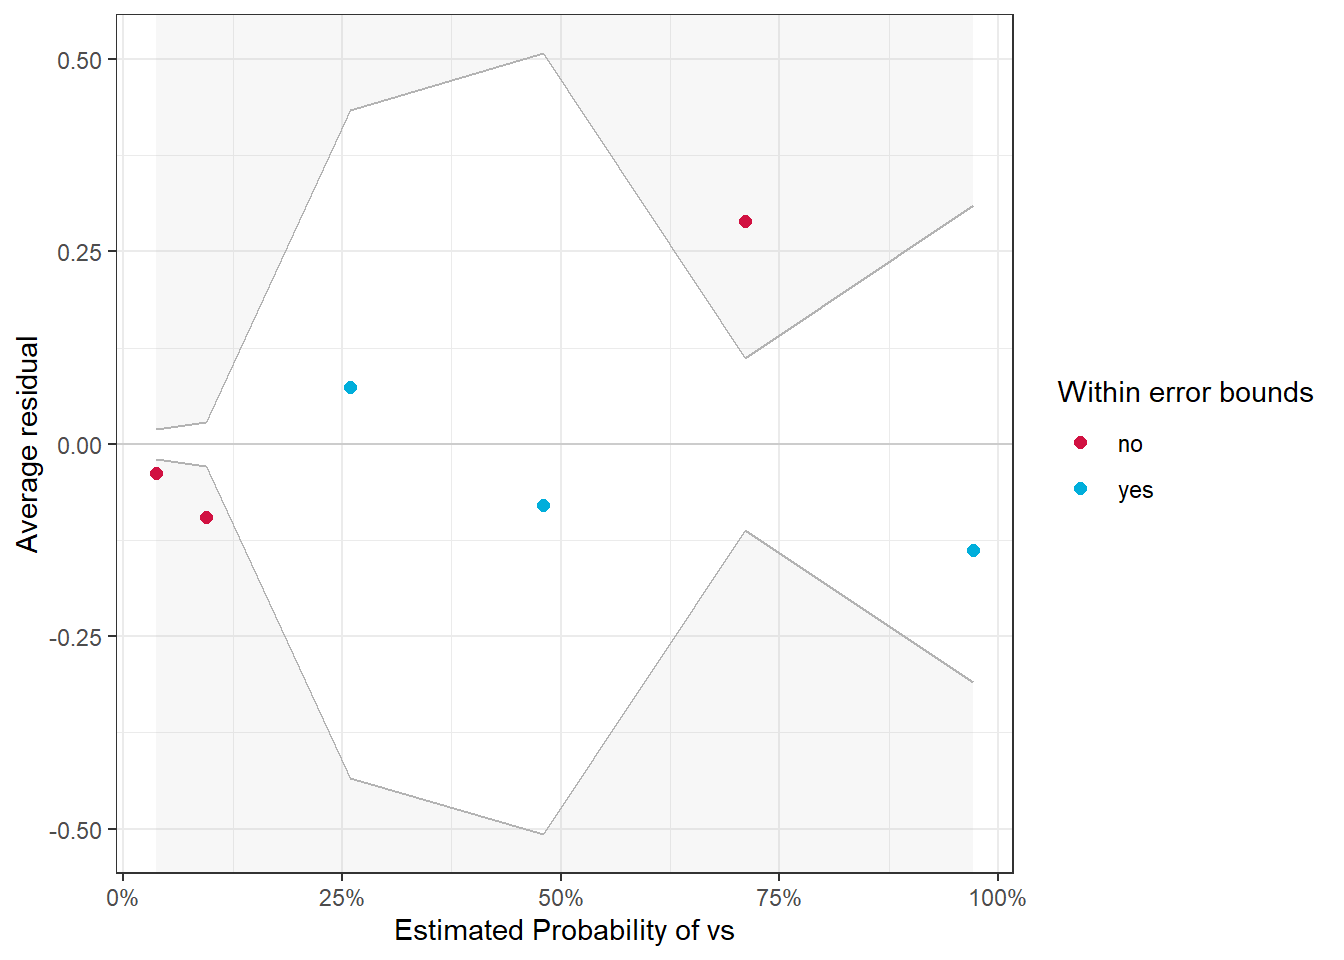 0.50
0.25
0.00
-0.25
-0.50
Average residual
0%
25%
50%
75%
100%
Estimated Probability of vs
Within error bounds
no
yes